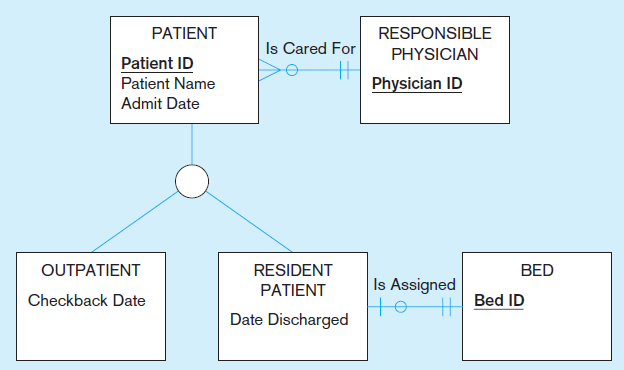 PATIENT
Patient ID
Patient Name
Admit Date
Is Cared For
RESPONSIBLE
PHYSICIAN
Physician ID
OUTPATIENT
Checkback Date
RESIDENT
PATIENT
Date Discharged
Is Assigned
BED
Bed ID